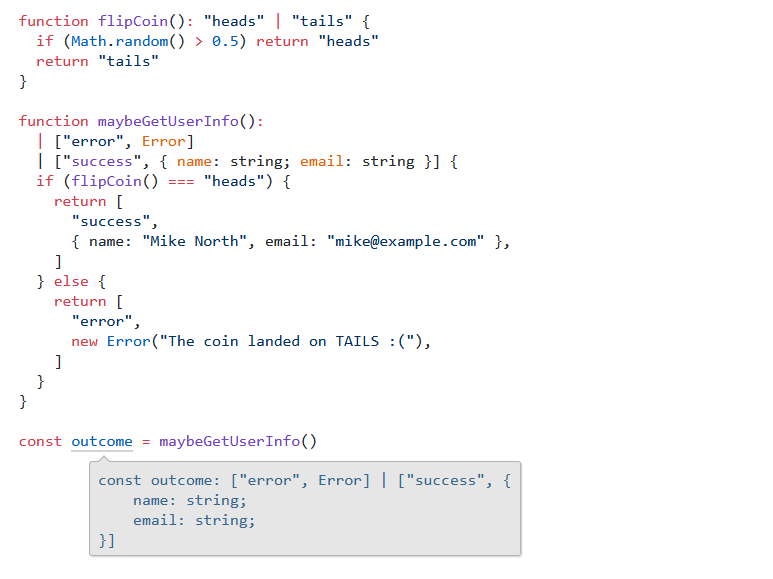 function flipCoin(): "heads" | "tails" {
  if (Math.random() > 0.5) return "heads"
  return "tails"
}

function maybeGetUserInfo():
  | ["error", Error]
  | ["success", { name: string; email: string }] {
  if (flipCoin() === "heads") {
    return [
      "success",
      { name: "Mike North", email: "mike@example.com" },
    ]
  } else {
    return [
      "error",
      new Error("The coin landed on TAILS :("),
    ]
  }
}

const outcome = maybeGetUserInfo()
const outcome: ["error", Error] | ["success", {
    name: string;
    email: string;
}]